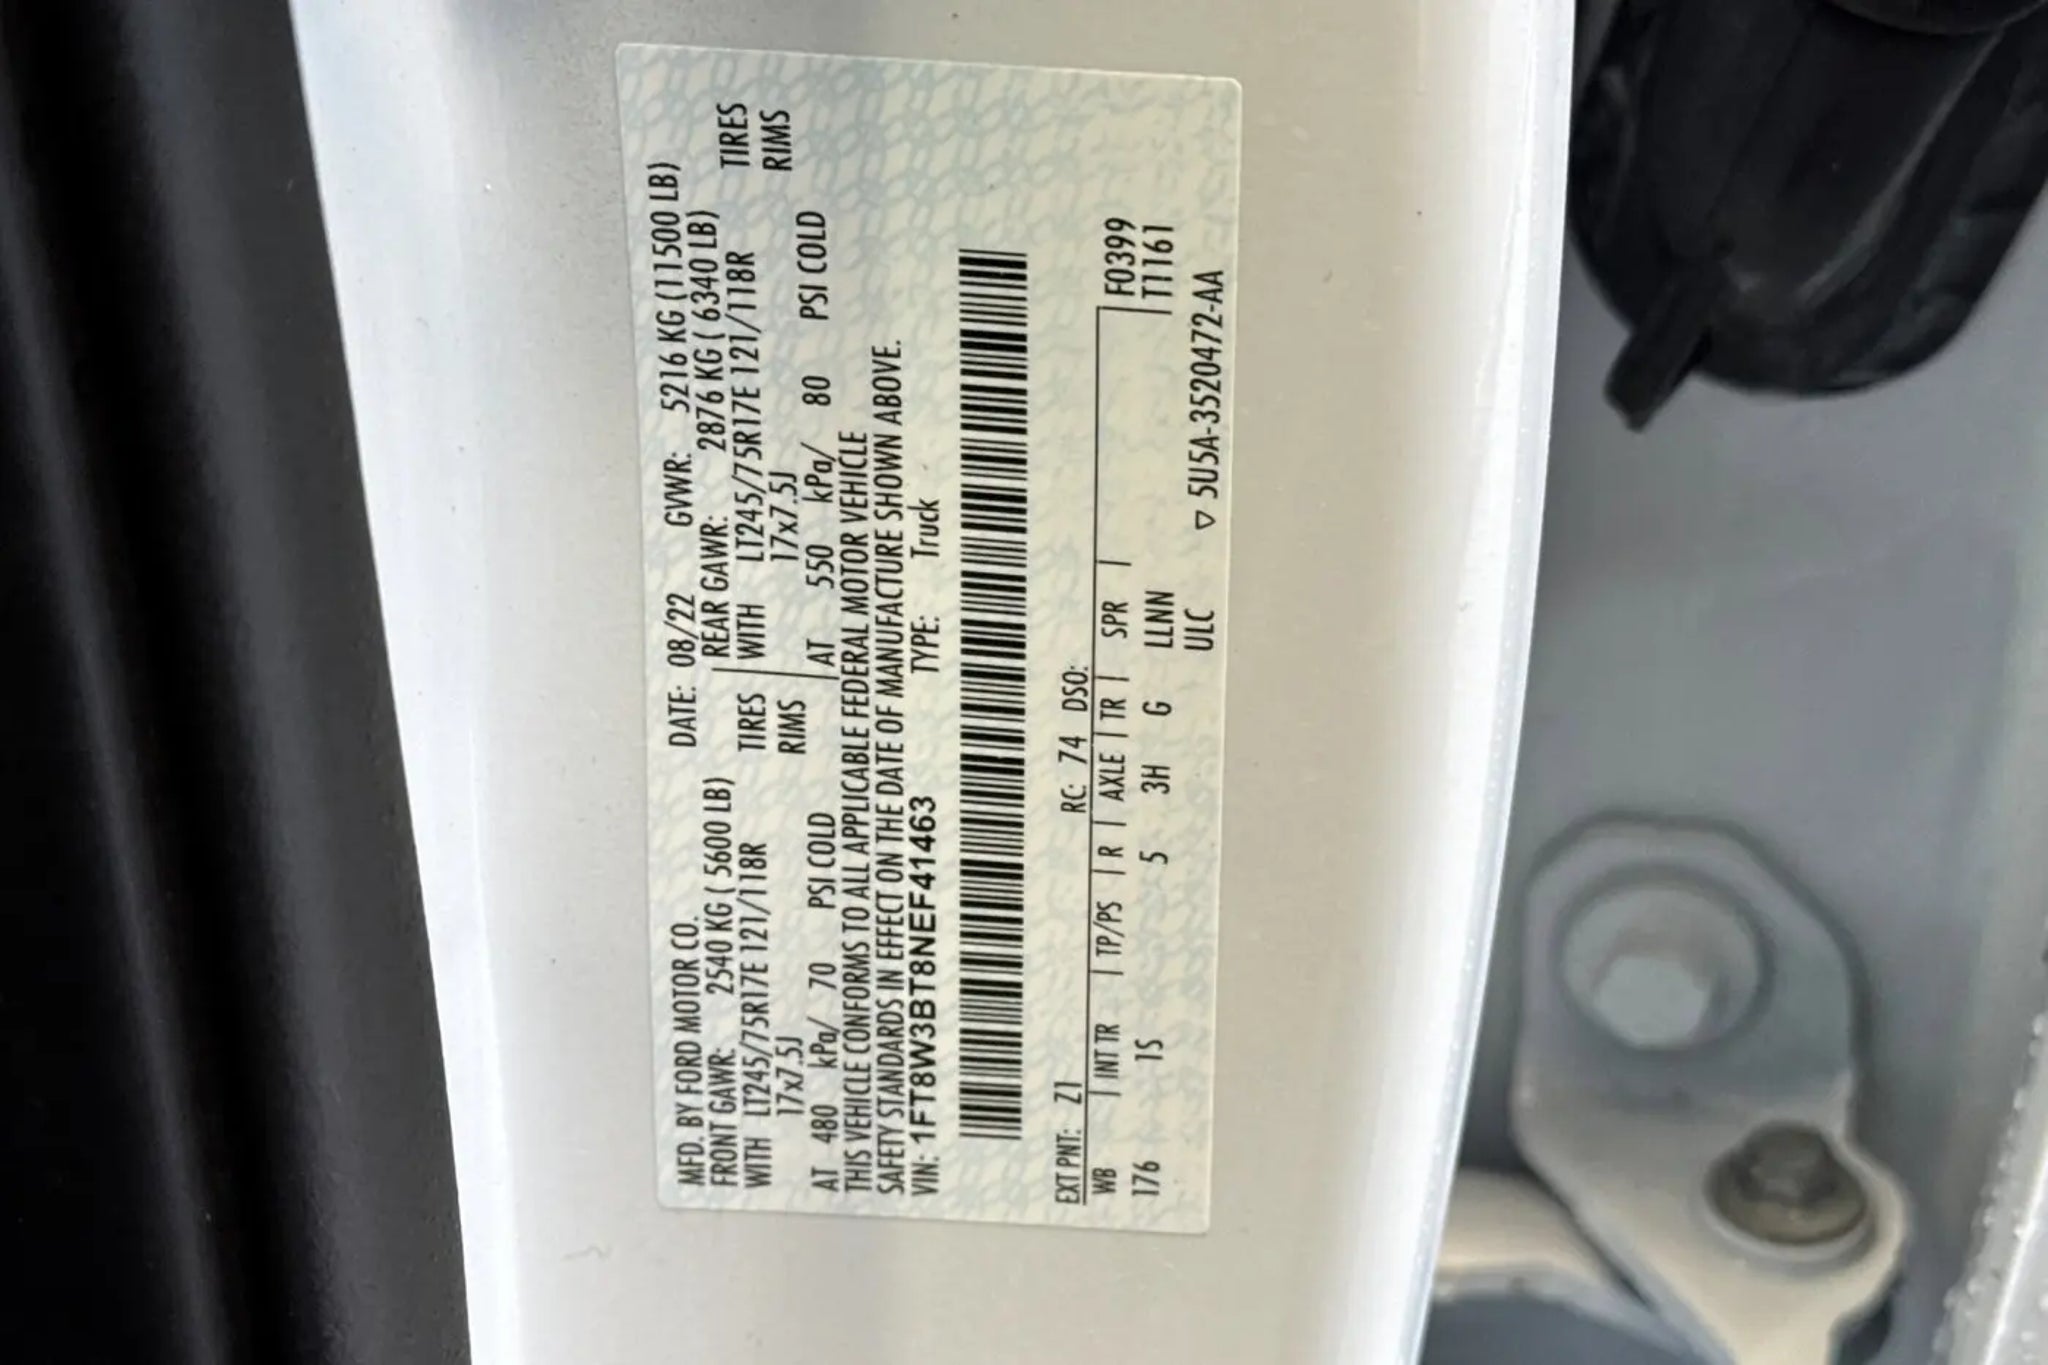 MFD. BY FORD MOTOR CO. DATE: 08/22 GVWR: 5216 KG (11500 LB)
FRONT GAWR: 2540 KG ( 5600 LB) REAR GAWR: 2876 KG ( 6340 LB)
WITH LT245/75R17E 121/118R TIRES WITH LT245/75R17E 121/118R TIRES
17x7.5J RIMS 17x7.5J RIMS
AT 480 kPa/ 70 PSI COLD AT 550 kPa/ 80 PSI COLD
THIS VEHICLE CONFORMS TO ALL APPLICABLE FEDERAL MOTOR VEHICLE
SAFETY STANDARDS IN EFFECT ON THE DATE OF MANUFACTURE SHOWN ABOVE.
VIN: 1FT8W3BT8NEF41463 TYPE: Truck
EXT PNT: Z1 RC: 74 DSO:
WB | INT TR | TP/PS | R | AXLE | TR | SPR | F0399
176 1S 5 3H G LLNN T1161
ULC ▽ 5U5A-3520472-AA